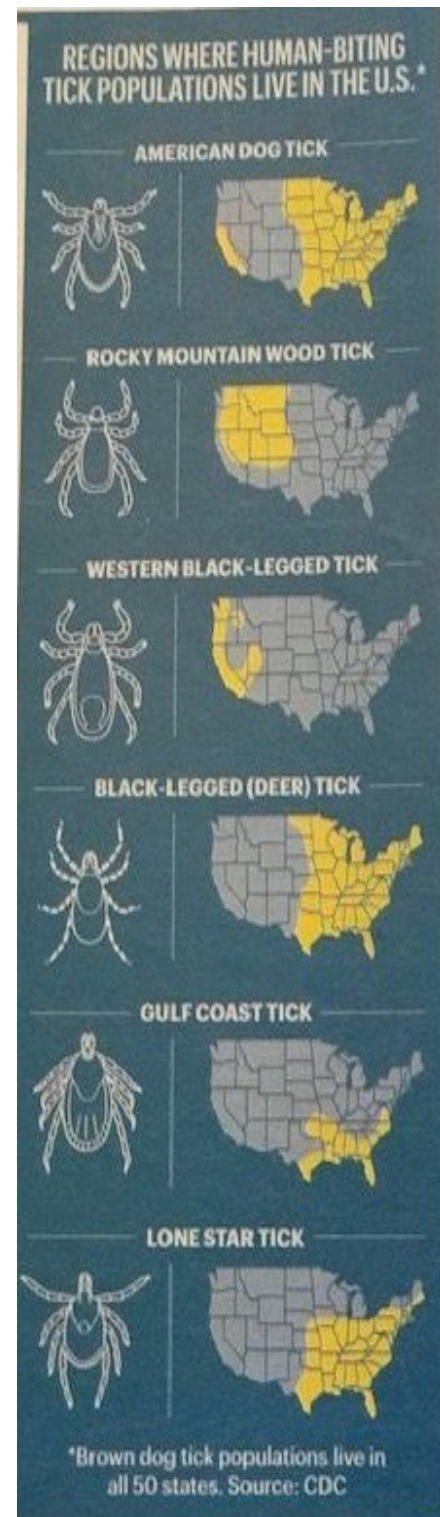 REGIONS WHERE HUMAN-BITING
TICK POPULATIONS LIVE IN THE U.S.*
AMERICAN DOG TICK
ROCKY MOUNTAIN WOOD TICK
WESTERN BLACK-LEGGED TICK
BLACK-LEGGED (DEER) TICK
GULF COAST TICK
LONE STAR TICK
*Brown dog tick populations live in
all 50 states. Source: CDC